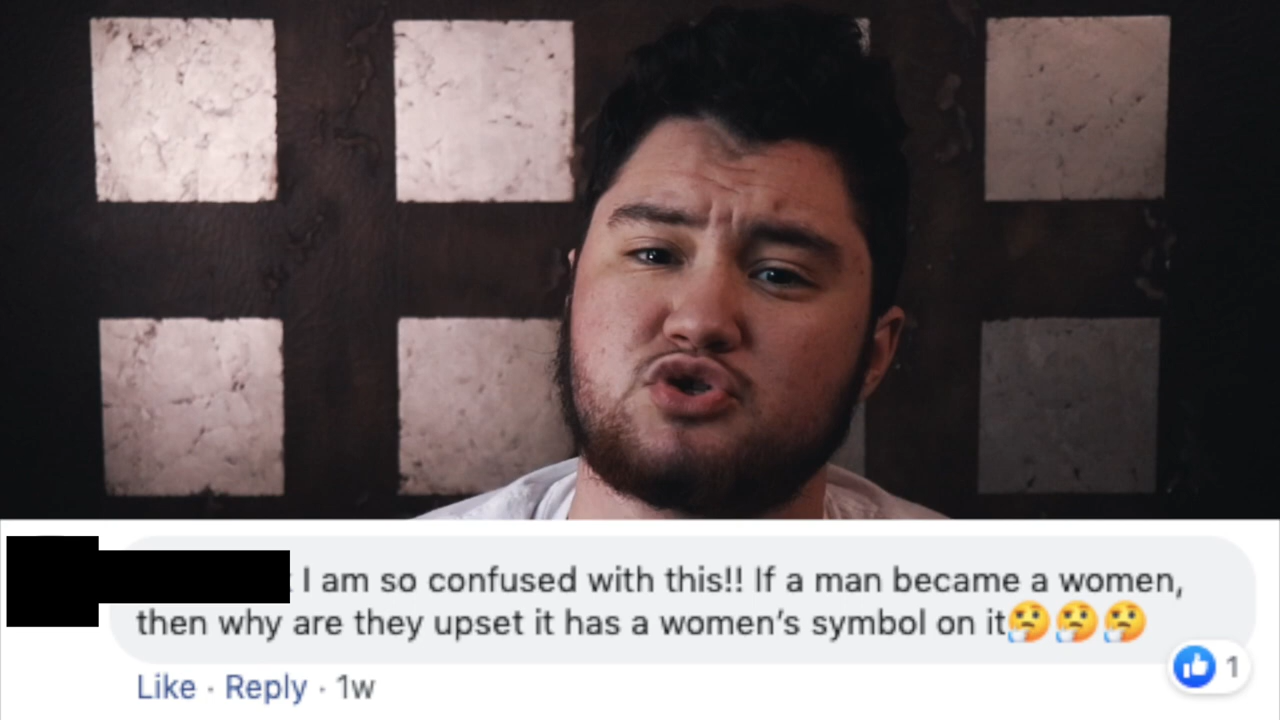 : I am so confused with this!! If a man became a women,
then why are they upset it has a women’s symbol on it🤔🤔🤔
Like · Reply · 1w
1